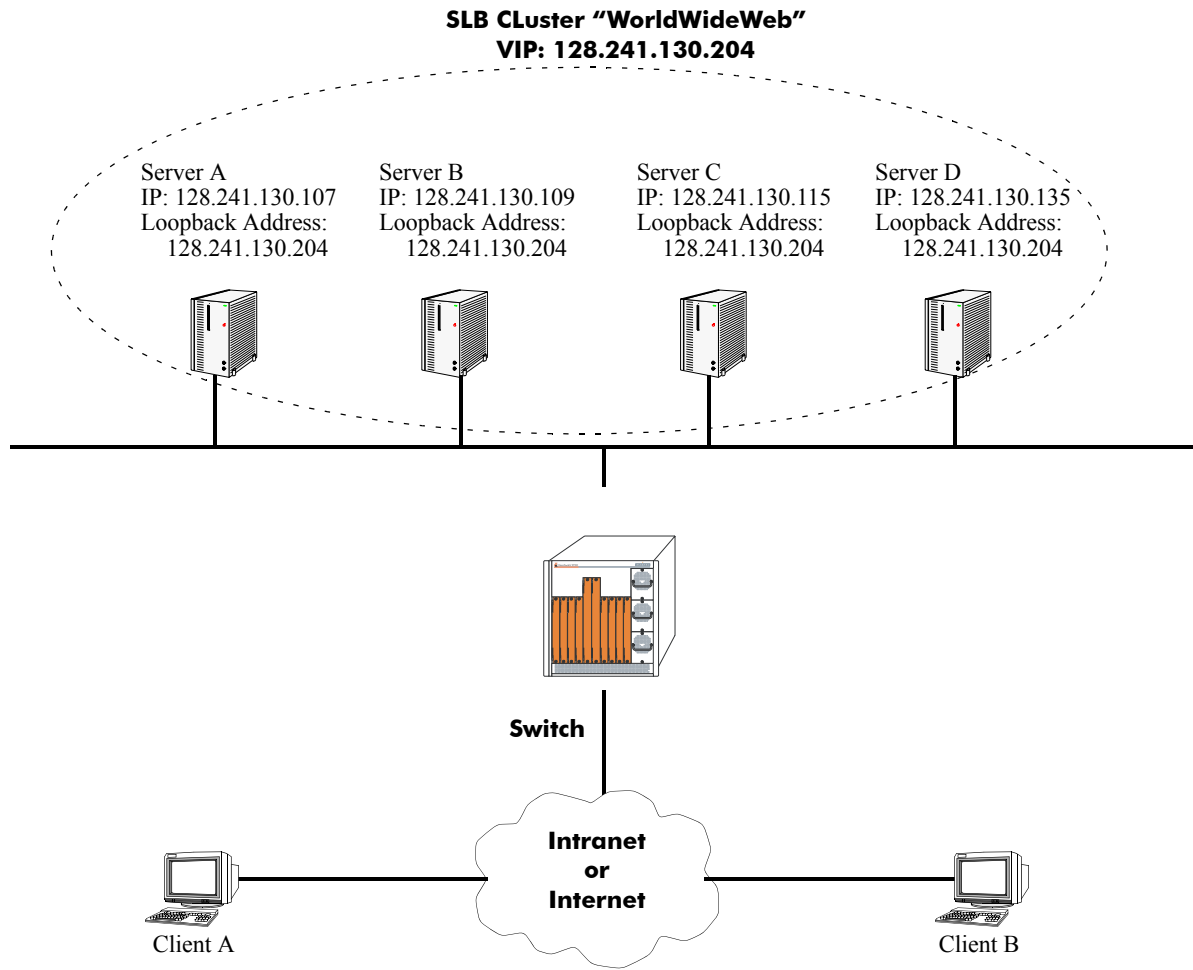 SLB CLuster “WorldWideWeb”
VIP: 128.241.130.204
Server A
IP: 128.241.130.107
Loopback Address:
128.241.130.204
Server B
IP: 128.241.130.109
Loopback Address:
128.241.130.204
Server C
IP: 128.241.130.115
Loopback Address:
128.241.130.204
Server D
IP: 128.241.130.135
Loopback Address:
128.241.130.204
Switch
Intranet
or
Internet
Client A
Client B